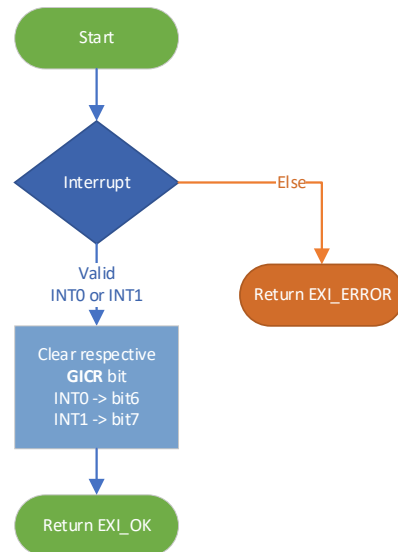 Start
Interrupt
Else
Valid
INT0 or INT1
Return EXI_ERROR
Clear respective
GICR bit
INT0 -> bit6
INT1 -> bit7
Return EXI_OK